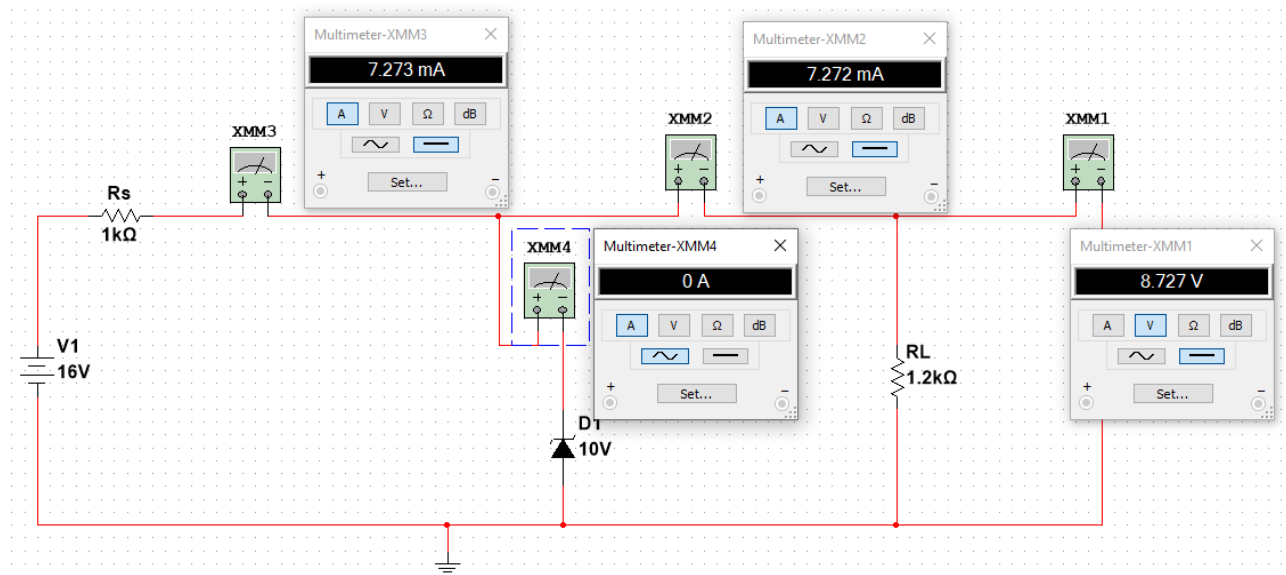 Multimeter-XMM3 ×
7.273 mA
A V Ω dB
+ Set... −
Multimeter-XMM2 ×
7.272 mA
A V Ω dB
+ Set... −
XMM3
+ −
XMM2
+ −
XMM1
+ −
Rs
1kΩ
XMM4
+ −
Multimeter-XMM4 ×
0 A
A V Ω dB
+ Set... −
Multimeter-XMM1
8.727 V
A V Ω dB
+ Set... −
V1
16V
RL
1.2kΩ
D1
10V